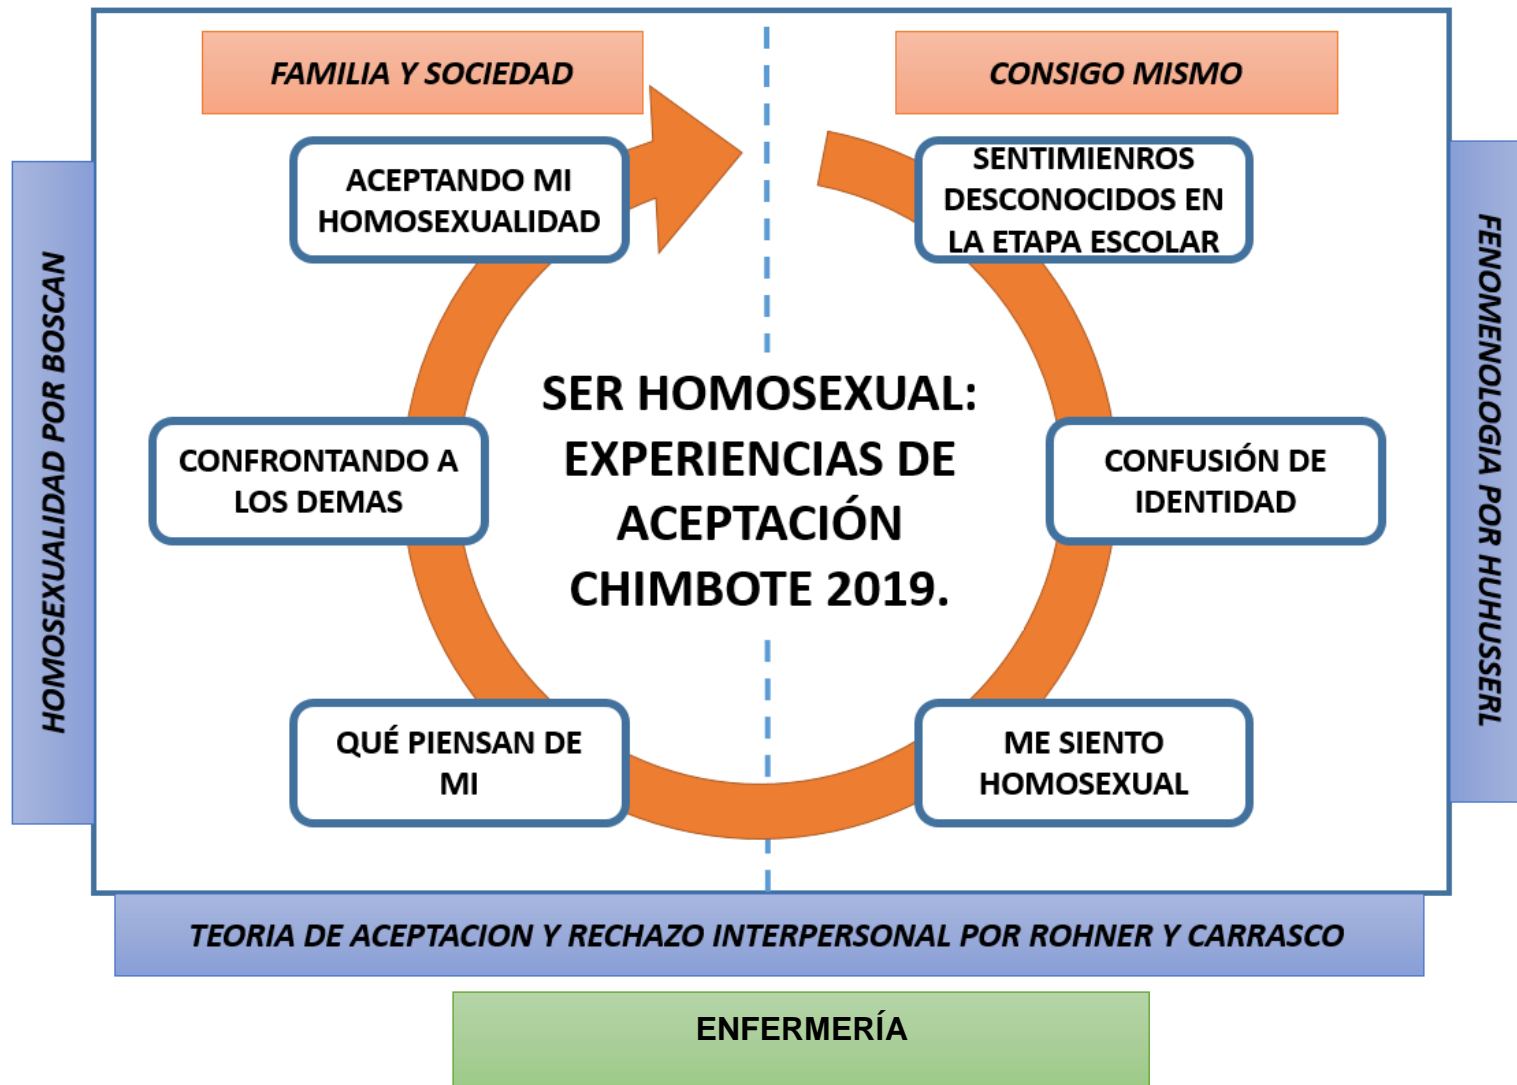 FAMILIA Y SOCIEDAD
CONSIGO MISMO
ACEPTANDO MI
HOMOSEXUALIDAD
SENTIMIENROS
DESCONOCIDOS EN
LA ETAPA ESCOLAR
HOMOSEXUALIDAD POR BOSCAN
FENOMENOLOGIA POR HUHUSSERL
SER HOMOSEXUAL:
EXPERIENCIAS DE
ACEPTACIÓN
CHIMBOTE 2019.
CONFRONTANDO A
LOS DEMAS
CONFUSIÓN DE
IDENTIDAD
QUÉ PIENSAN DE
MI
ME SIENTO
HOMOSEXUAL
TEORIA DE ACEPTACION Y RECHAZO INTERPERSONAL POR ROHNER Y CARRASCO
ENFERMERÍA